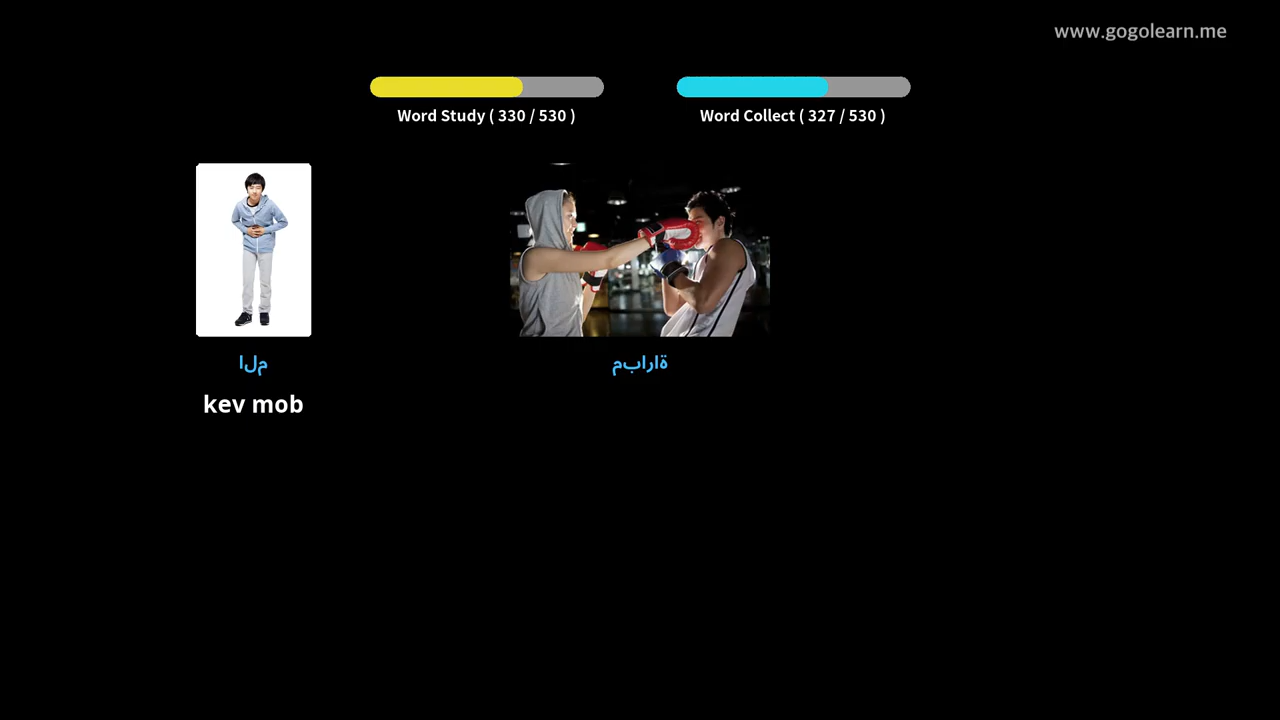 www.gogolearn.me
Word Study ( 330 / 530 )
Word Collect ( 327 / 530 )
الم
مباراة
kev mob